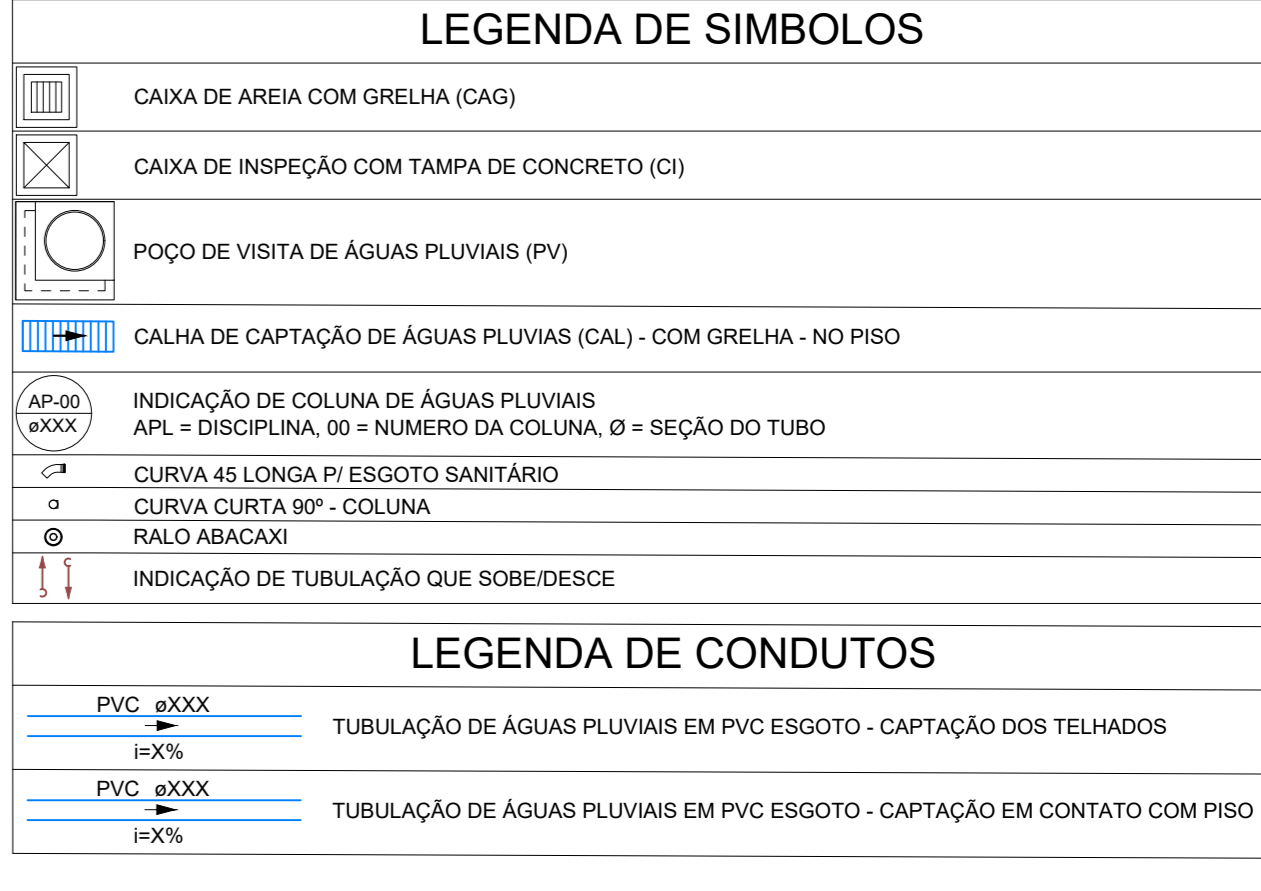 LEGENDA DE SIMBOLOS
CAIXA DE AREIA COM GRELHA (CAG)
CAIXA DE INSPEÇÃO COM TAMPA DE CONCRETO (CI)
POÇO DE VISITA DE ÁGUAS PLUVIAIS (PV)
CALHA DE CAPTAÇÃO DE ÁGUAS PLUVIAS (CAL) - COM GRELHA - NO PISO
AP-00
øXXX
INDICAÇÃO DE COLUNA DE ÁGUAS PLUVIAIS
APL = DISCIPLINA, 00 = NUMERO DA COLUNA, Ø = SEÇÃO DO TUBO
CURVA 45 LONGA P/ ESGOTO SANITÁRIO
CURVA CURTA 90º - COLUNA
RALO ABACAXI
INDICAÇÃO DE TUBULAÇÃO QUE SOBE/DESCE
LEGENDA DE CONDUTOS
PVC øXXX
i=X%
TUBULAÇÃO DE ÁGUAS PLUVIAIS EM PVC ESGOTO - CAPTAÇÃO DOS TELHADOS
PVC øXXX
i=X%
TUBULAÇÃO DE ÁGUAS PLUVIAIS EM PVC ESGOTO - CAPTAÇÃO EM CONTATO COM PISO